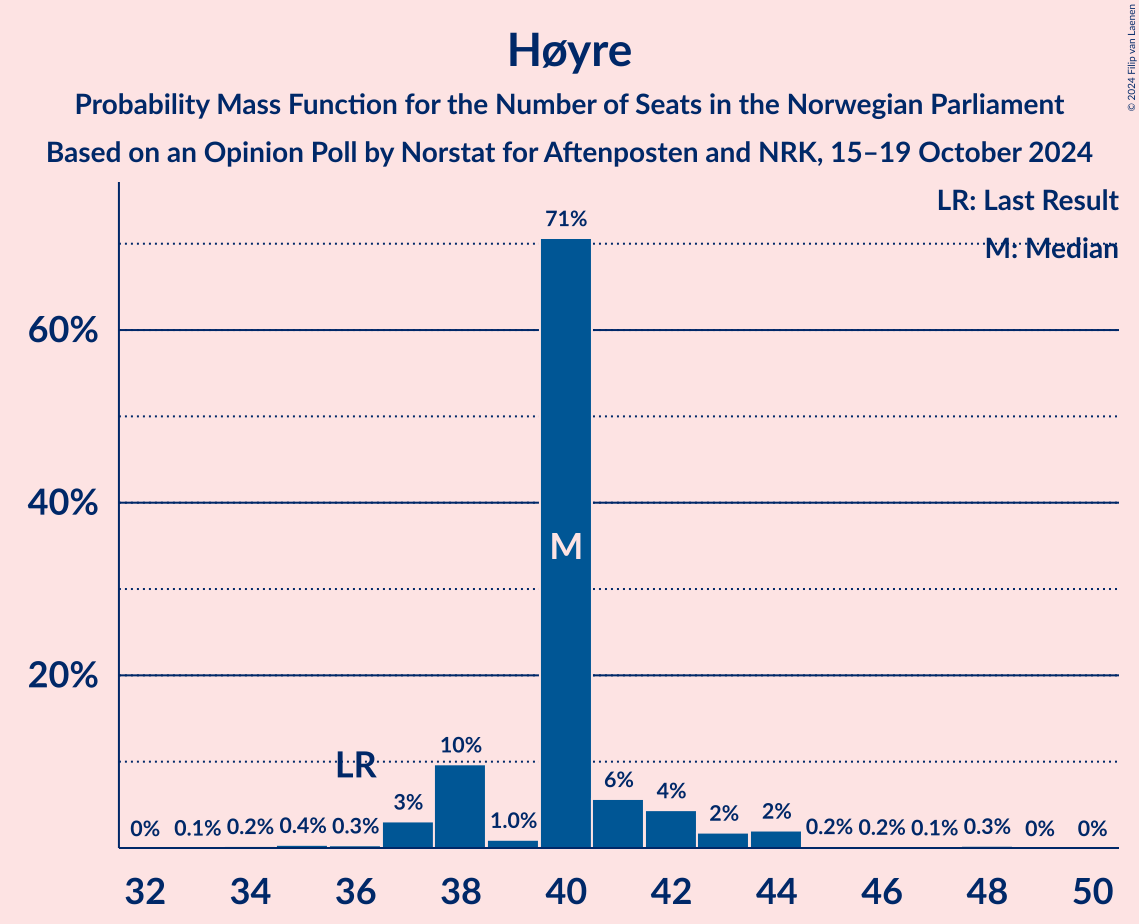 Høyre
Probability Mass Function for the Number of Seats in the Norwegian Parliament
Based on an Opinion Poll by Norstat for Aftenposten and NRK, 15–19 October 2024
© 2024 Filip van Laenen
LR: Last Result
M: Median
71%
60%
40%
M
20%
LR
0% 0.1% 0.2% 0.4% 0.3% 3% 10% 1.0% 6% 4% 2% 2% 0.2% 0.2% 0.1% 0.3% 0% 0%
32 34 36 38 40 42 44 46 48 50